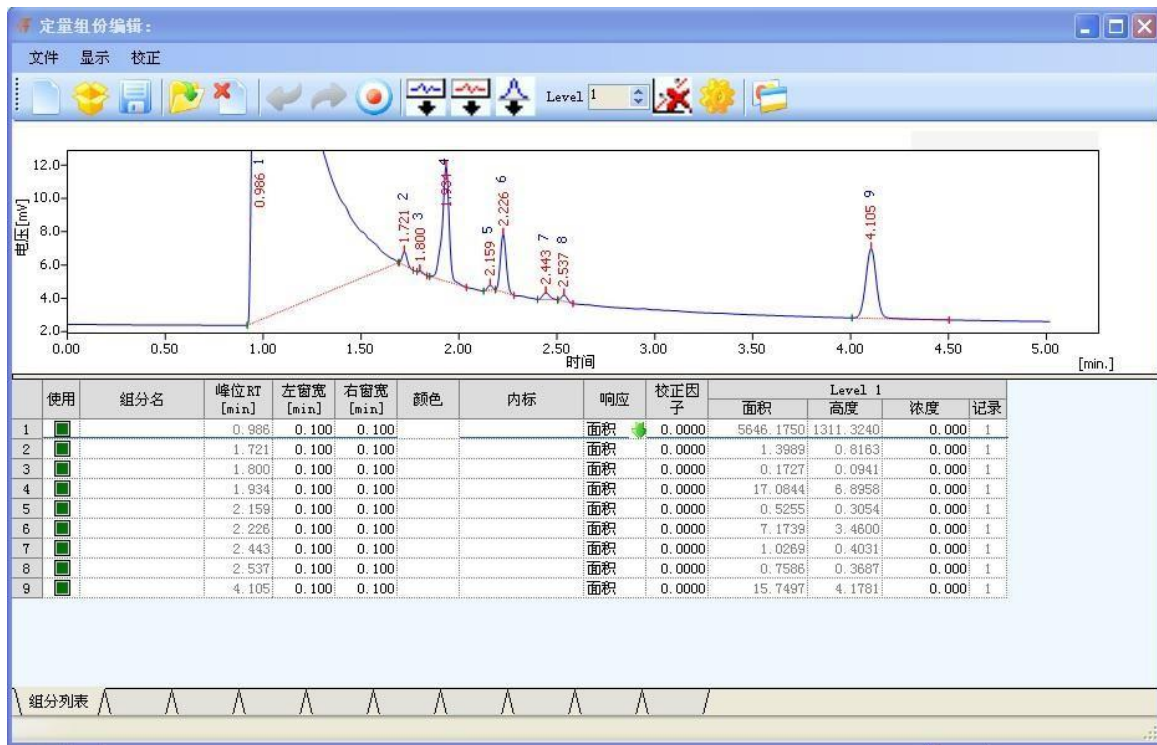 定量组份编辑:
文件 显示 校正
Level 1
12.0
10.0
8.0
6.0
4.0
2.0
电压[mV]
0.986 1
1.721 2
1.800 3
1.934 4
2.159 5
2.226 6
2.443 7
2.537 8
4.105 9
0.00 0.50 1.00 1.50 2.00 2.50 3.00 3.50 4.00 4.50 5.00
时间
[min.]
使用 组分名 峰位RT [min] 左窗宽 [min] 右窗宽 [min] 颜色 内标 响应 校正因子 Level 1
面积 高度 浓度 记录
1 0.986 0.100 0.100 面积 0.0000 5646.1750 1311.3240 0.000 1
2 1.721 0.100 0.100 面积 0.0000 1.3989 0.8163 0.000 1
3 1.800 0.100 0.100 面积 0.0000 0.1727 0.0941 0.000 1
4 1.934 0.100 0.100 面积 0.0000 17.0844 6.8958 0.000 1
5 2.159 0.100 0.100 面积 0.0000 0.5255 0.3054 0.000 1
6 2.226 0.100 0.100 面积 0.0000 7.1739 3.4600 0.000 1
7 2.443 0.100 0.100 面积 0.0000 1.0269 0.4031 0.000 1
8 2.537 0.100 0.100 面积 0.0000 0.7586 0.3687 0.000 1
9 4.105 0.100 0.100 面积 0.0000 15.7497 4.1781 0.000 1
组分列表